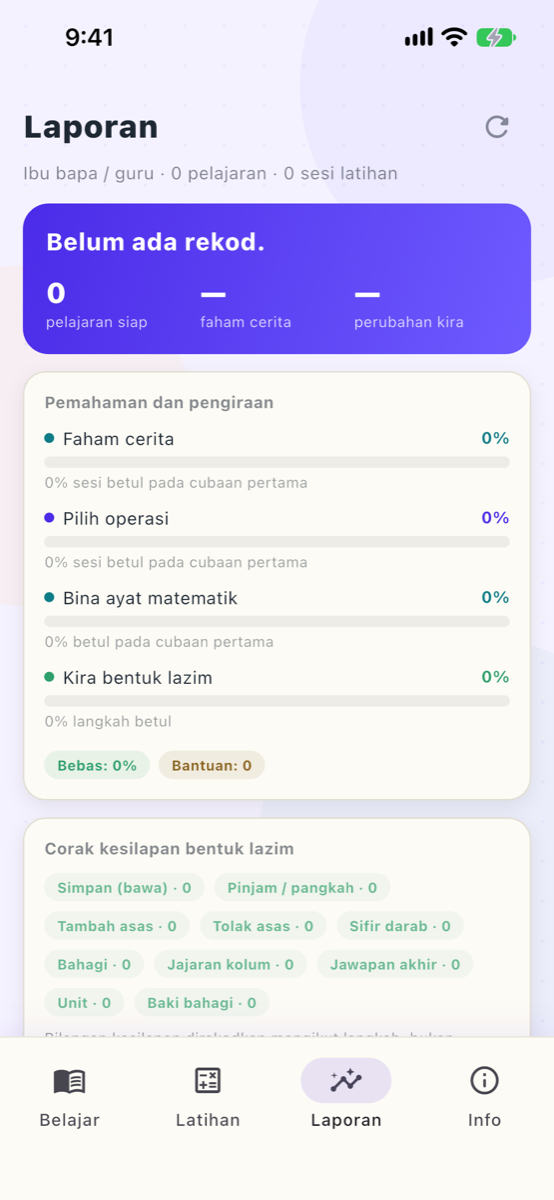 9:41
Laporan
Ibu bapa / guru · 0 pelajaran · 0 sesi latihan
Belum ada rekod.
0 — —
pelajaran siap faham cerita perubahan kira
Pemahaman dan pengiraan
Faham cerita 0%
0% sesi betul pada cubaan pertama
Pilih operasi 0%
0% sesi betul pada cubaan pertama
Bina ayat matematik 0%
0% betul pada cubaan pertama
Kira bentuk lazim 0%
0% langkah betul
Bebas: 0% Bantuan: 0
Corak kesilapan bentuk lazim
Simpan (bawa) · 0 Pinjam / pangkah · 0
Tambah asas · 0 Tolak asas · 0 Sifir darab · 0
Bahagi · 0 Jajaran kolum · 0 Jawapan akhir · 0
Unit · 0 Baki bahagi · 0
Belajar Latihan Laporan Info